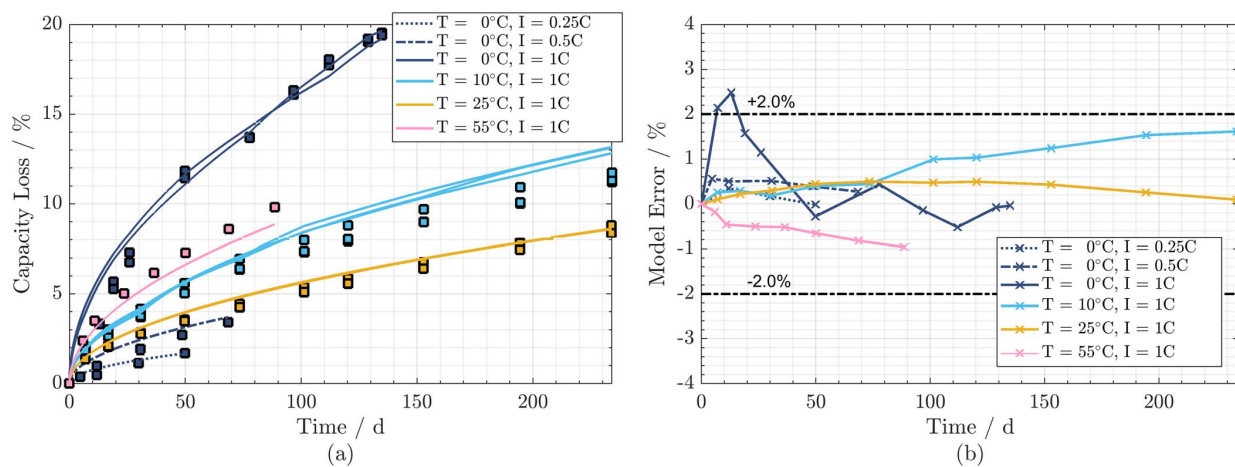 20
15
10
5
0
0
50
100
150
200
Capacity Loss / %
Time / d
T = 0°C, I = 0.25C
T = 0°C, I = 0.5C
T = 0°C, I = 1C
T = 10°C, I = 1C
T = 25°C, I = 1C
T = 55°C, I = 1C
(a)
4
3
2
1
0
-1
-2
-3
-4
0
50
100
150
200
Model Error / %
Time / d
+2.0%
-2.0%
T = 0°C, I = 0.25C
T = 0°C, I = 0.5C
T = 0°C, I = 1C
T = 10°C, I = 1C
T = 25°C, I = 1C
T = 55°C, I = 1C
(b)